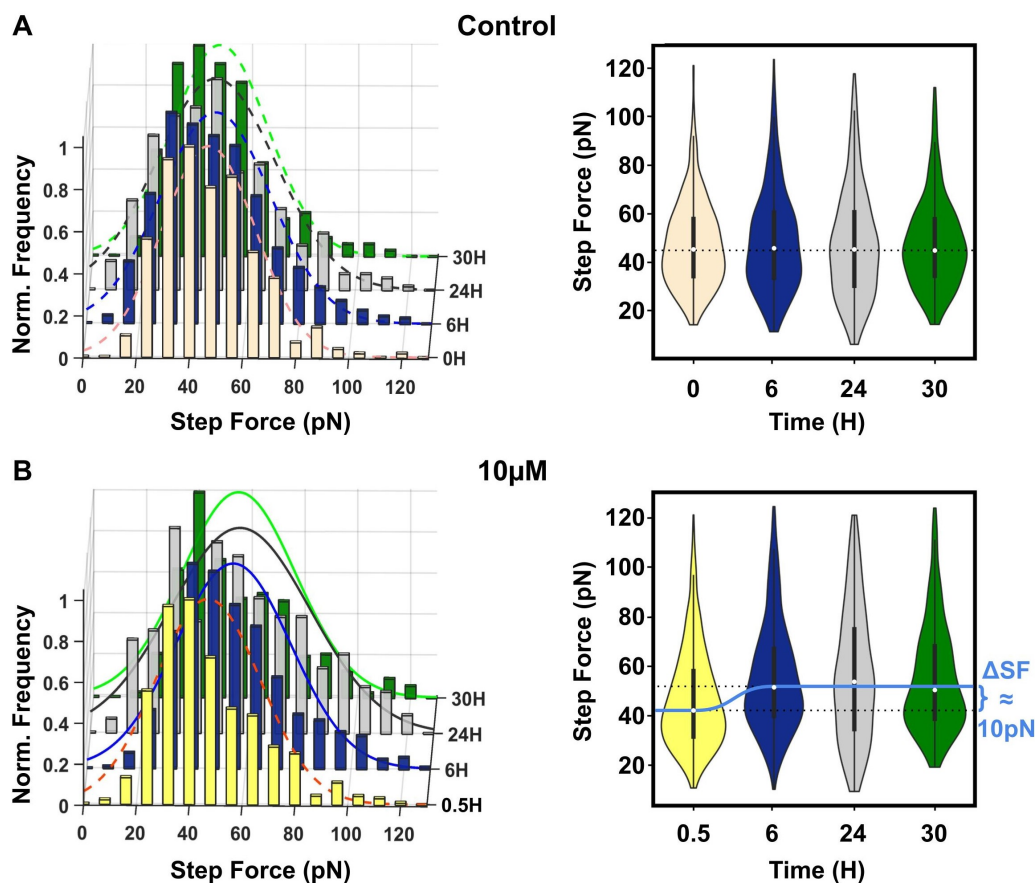 A
Control
Norm. Frequency
1
0.8
0.6
0.4
0.2
0
30H
24H
6H
0H
0 20 40 60 80 100 120
Step Force (pN)
Step Force (pN)
120
100
80
60
40
20
0 6 24 30
Time (H)
B
10µM
Norm. Frequency
1
0.8
0.6
0.4
0.2
0
30H
24H
6H
0.5H
0 20 40 60 80 100 120
Step Force (pN)
Step Force (pN)
120
100
80
60
40
20
ΔSF
} ≈
10pN
0.5 6 24 30
Time (H)